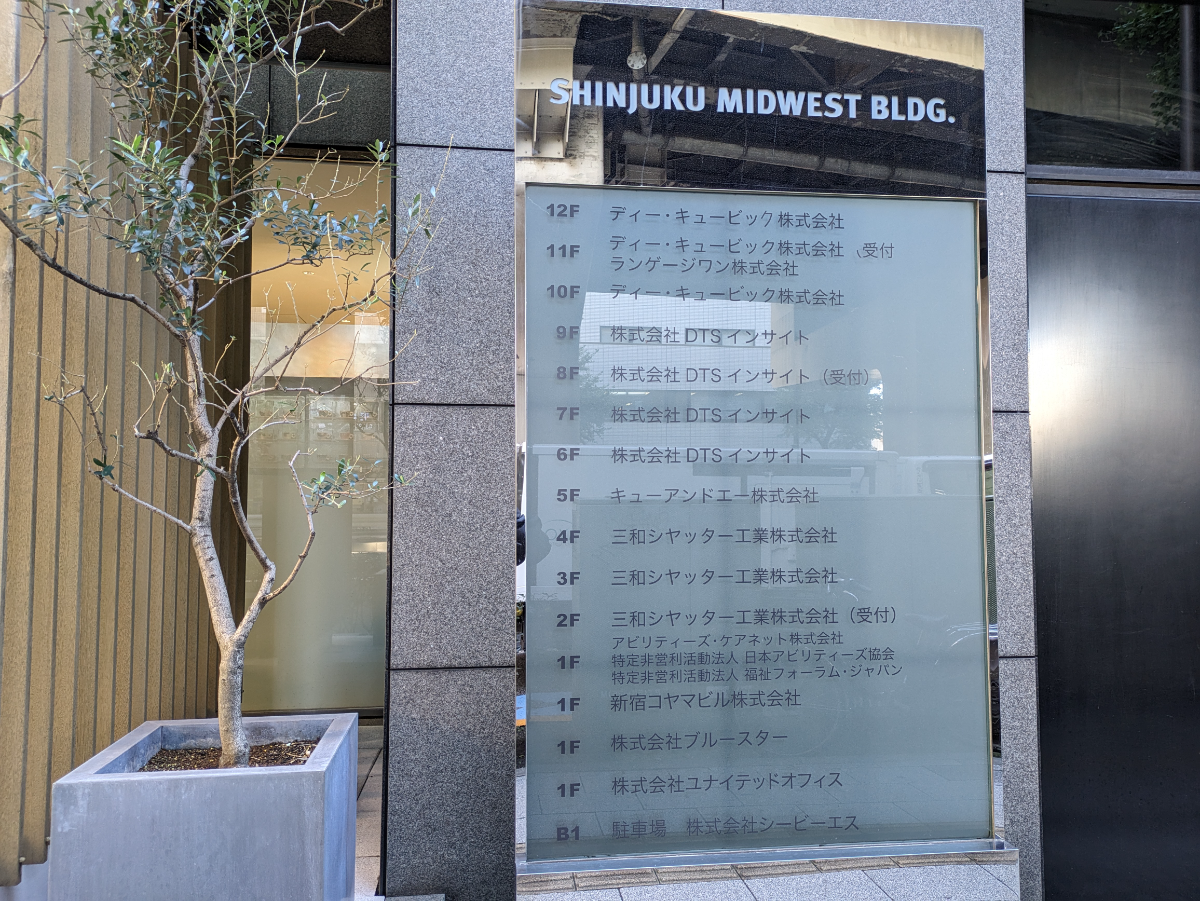 SHINJUKU MIDWEST BLDG.
12F ディー・キュービック株式会社
11F ディー・キュービック株式会社 受付
ランゲージワン株式会社
10F ディー・キュービック株式会社
9F 株式会社DTSインサイト
8F 株式会社DTSインサイト（受付）
7F 株式会社DTSインサイト
6F 株式会社DTSインサイト
5F キューアンドエー株式会社
4F 三和シヤッター工業株式会社
3F 三和シヤッター工業株式会社
2F 三和シヤッター工業株式会社（受付）
アビリティーズ・ケアネット株式会社
1F 特定非営利活動法人 日本アビリティーズ協会
特定非営利活動法人 福祉フォーラム・ジャパン
1F 新宿コヤマビル株式会社
1F 株式会社ブルースター
1F 株式会社ユナイテッドオフィス
B1 駐車場 株式会社シービーエス